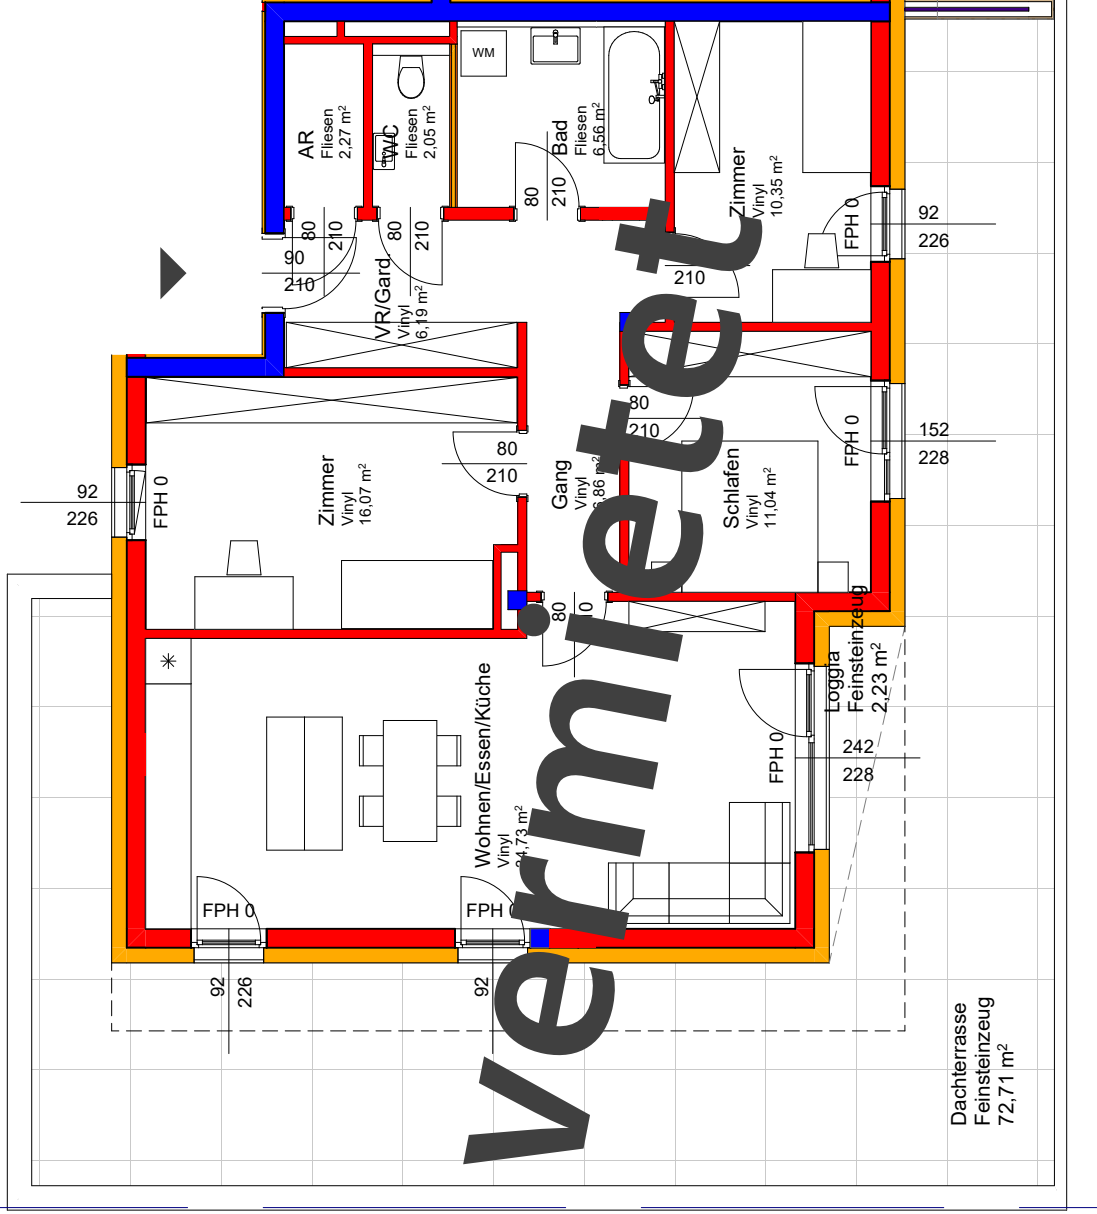 WM
AR
Fliesen
2,27 m²
WC
Fliesen
2,05 m²
Bad
Fliesen
6,56 m²
Zimmer
Vinyl
10,35 m²
80
210
80
210
80
210
90
210
210
FPH 0
92
226
VR/Gard.
Vinyl
6,19 m²
80
210
FPH 0
152
228
80
210
92
226
FPH 0
Zimmer
Vinyl
16,07 m²
Gang
Vinyl
Schlafen
Vinyl
11,04 m²
80
Loggia
Feinsteinzeug
2,23 m²
Wohnen/Essen/Küche
Vinyl
FPH 0
242
228
FPH 0
FPH 0
92
226
92
Dachterrasse
Feinsteinzeug
72,71 m²
vermietet